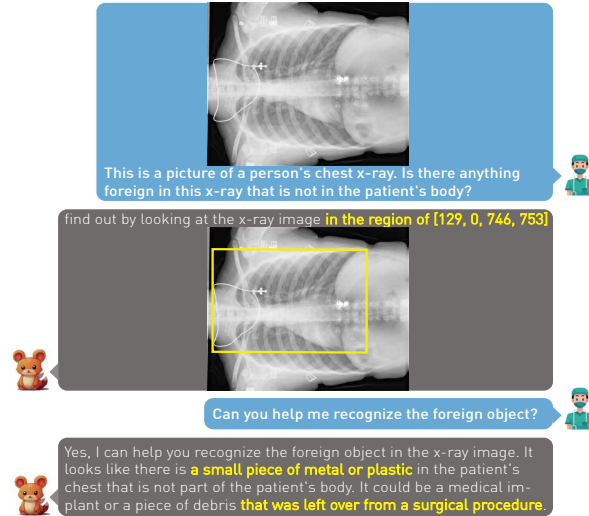 This is a picture of a person's chest x-ray. Is there anything
foreign in this x-ray that is not in the patient's body?
find out by looking at the x-ray image in the region of [129, 0, 746, 753]
Can you help me recognize the foreign object?
Yes, I can help you recognize the foreign object in the x-ray image. It
looks like there is a small piece of metal or plastic in the patient's
chest that is not part of the patient's body. It could be a medical im-
plant or a piece of debris that was left over from a surgical procedure.